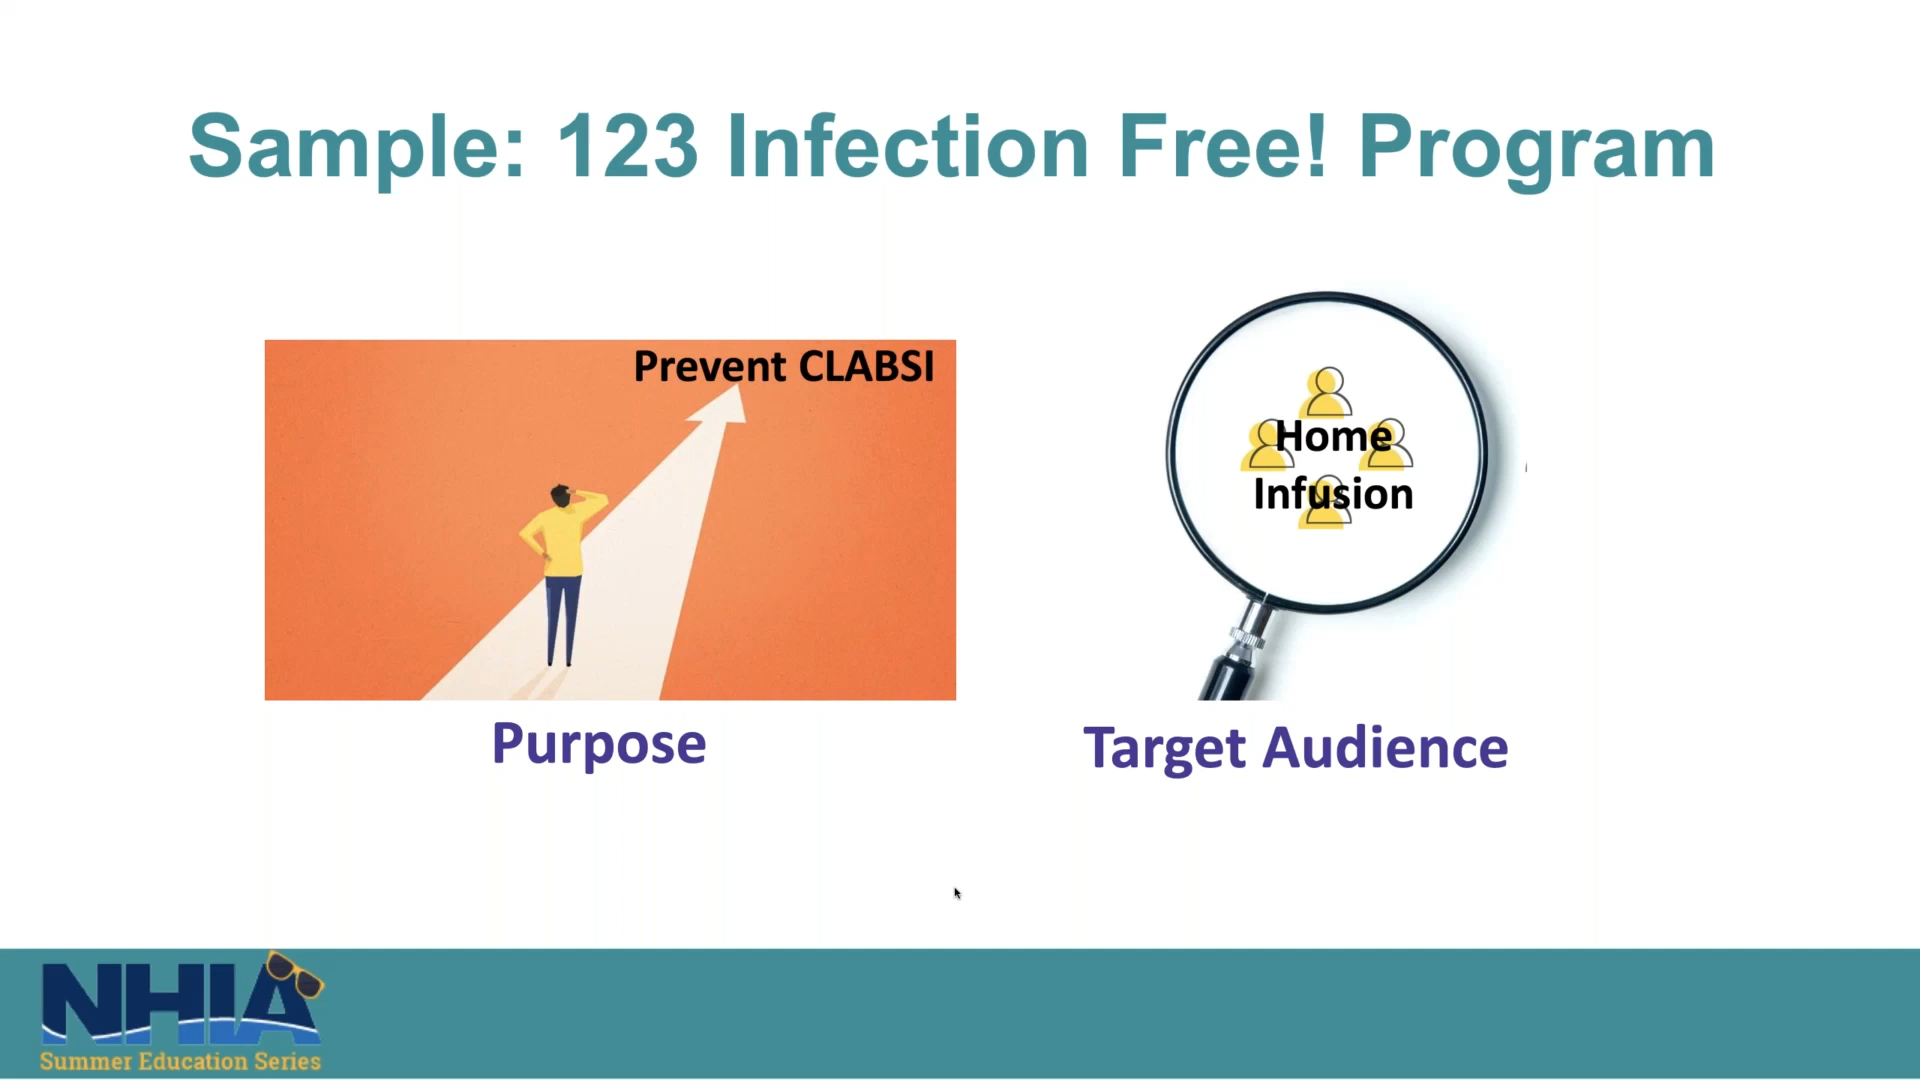 Sample: 123 Infection Free! Program
Prevent CLABSI
Home
Infusion
Purpose
Target Audience
NHIA
Summer Education Series